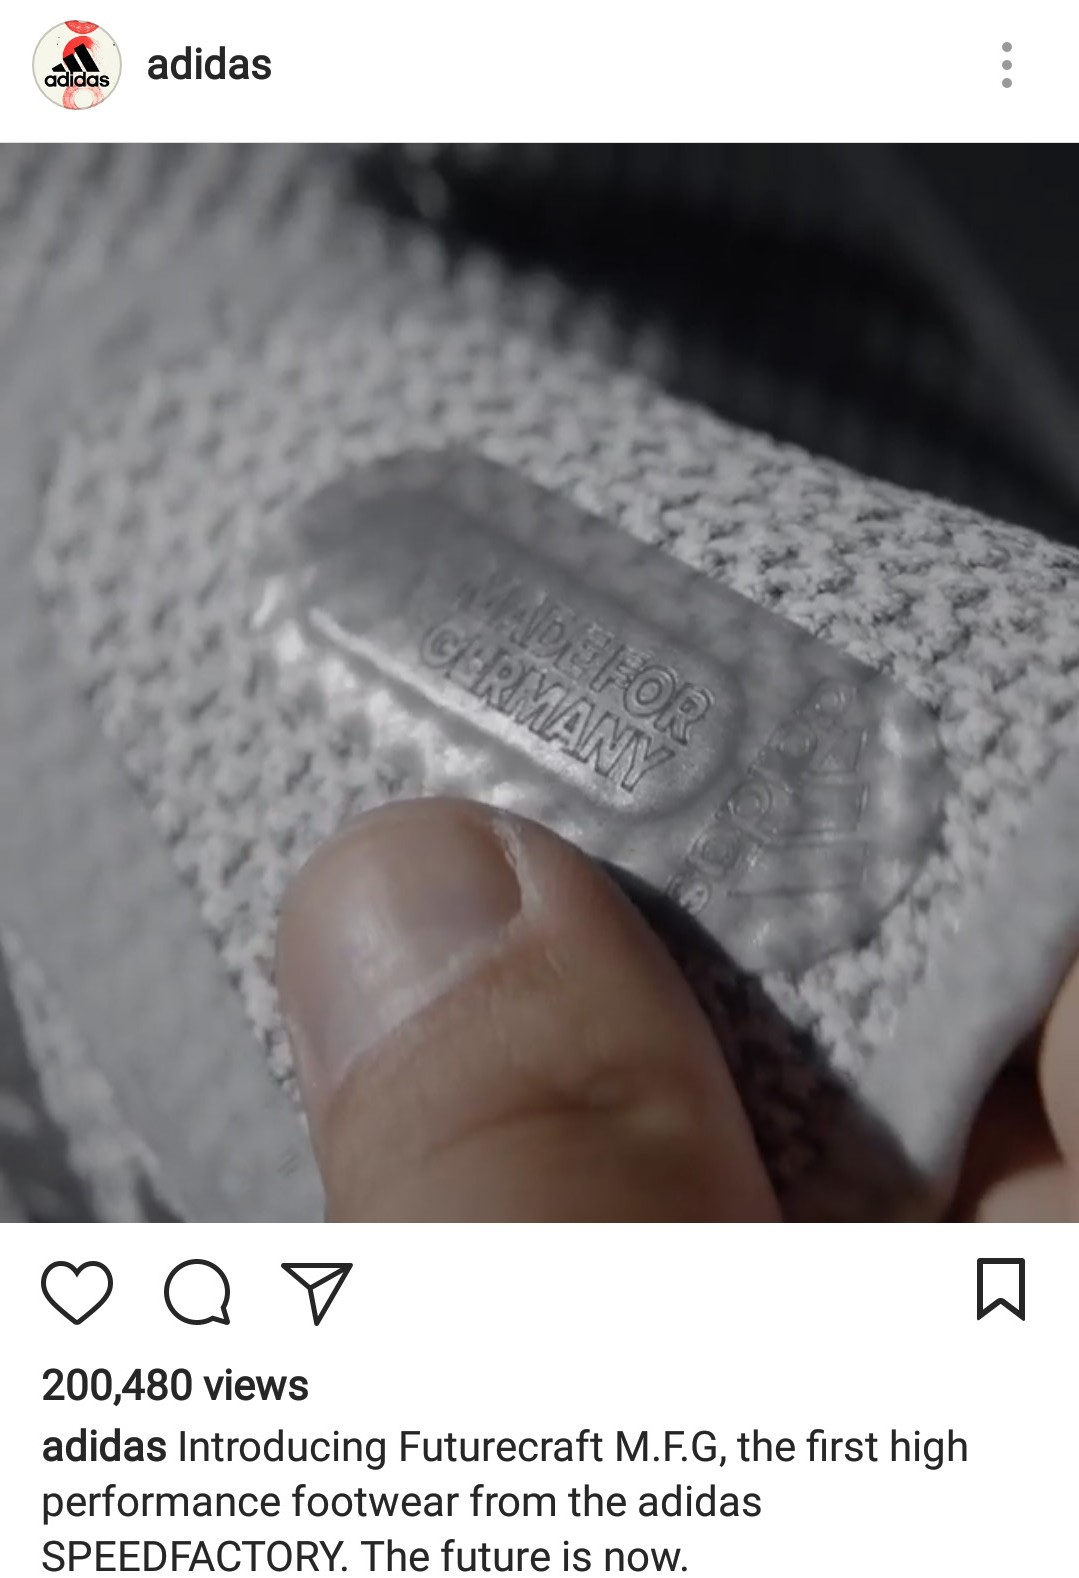 adidas
adidas
MADE FOR
GERMANY
adidas
200,480 views
adidas Introducing Futurecraft M.F.G, the first high
performance footwear from the adidas
SPEEDFACTORY. The future is now.